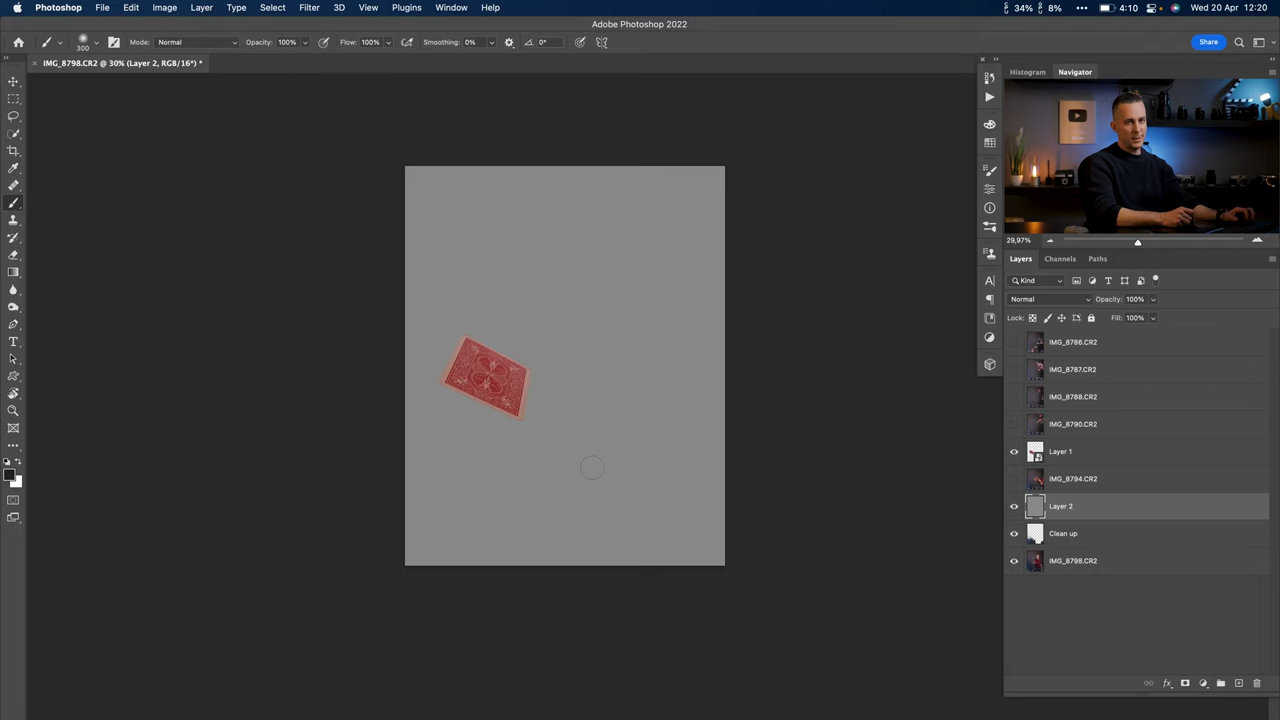 Photoshop File Edit Image Layer Type Select Filter 3D View Plugins Window Help 34% 8% 4:10 Wed 20 Apr 12:20
Adobe Photoshop 2022
300 Mode: Normal Opacity: 100% Flow: 100% Smoothing: 0% 0° Share
× IMG_8798.CR2 @ 30% (Layer 2, RGB/16*) *
Histogram Navigator
29,97%
Layers Channels Paths
Kind
Normal Opacity: 100%
Lock: Fill: 100%
IMG_8786.CR2
IMG_8787.CR2
IMG_8788.CR2
IMG_8790.CR2
Layer 1
IMG_8794.CR2
Layer 2
Clean up
IMG_8798.CR2